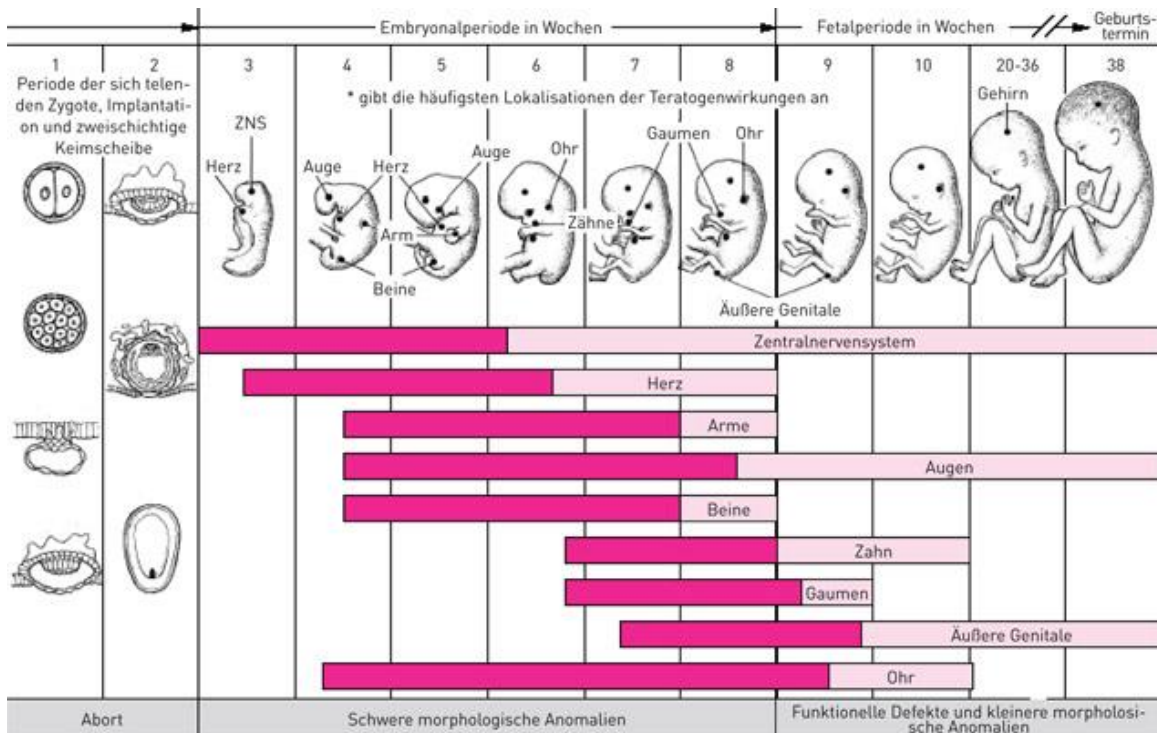 Embryonalperiode in Wochen
Fetalperiode in Wochen
Geburts-
termin
1 2 3 4 5 6 7 8 9 10 20-36 38
Periode der sich telen-
den Zygote, Implantati-
on und zweischichtige
Keimscheibe
* gibt die häufigsten Lokalisationen der Teratogenwirkungen an
ZNS
Herz
Auge
Herz
Auge
Ohr
Gaumen
Ohr
Gehirn
Arm
Zähne
Beine
Äußere Genitale
Zentralnervensystem
Herz
Arme
Augen
Beine
Zahn
Gaumen
Äußere Genitale
Ohr
Abort
Schwere morphologische Anomalien
Funktionelle Defekte und kleinere morpholosi-
sche Anomalien